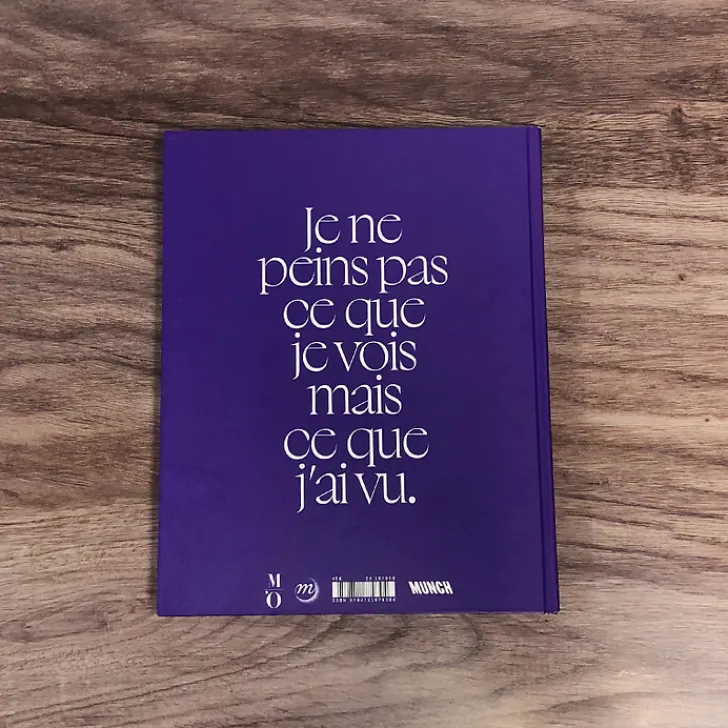 Je ne
peins pas
ce que
je vois
mais
ce que
j'ai vu.
M
'O
m
MUNCH